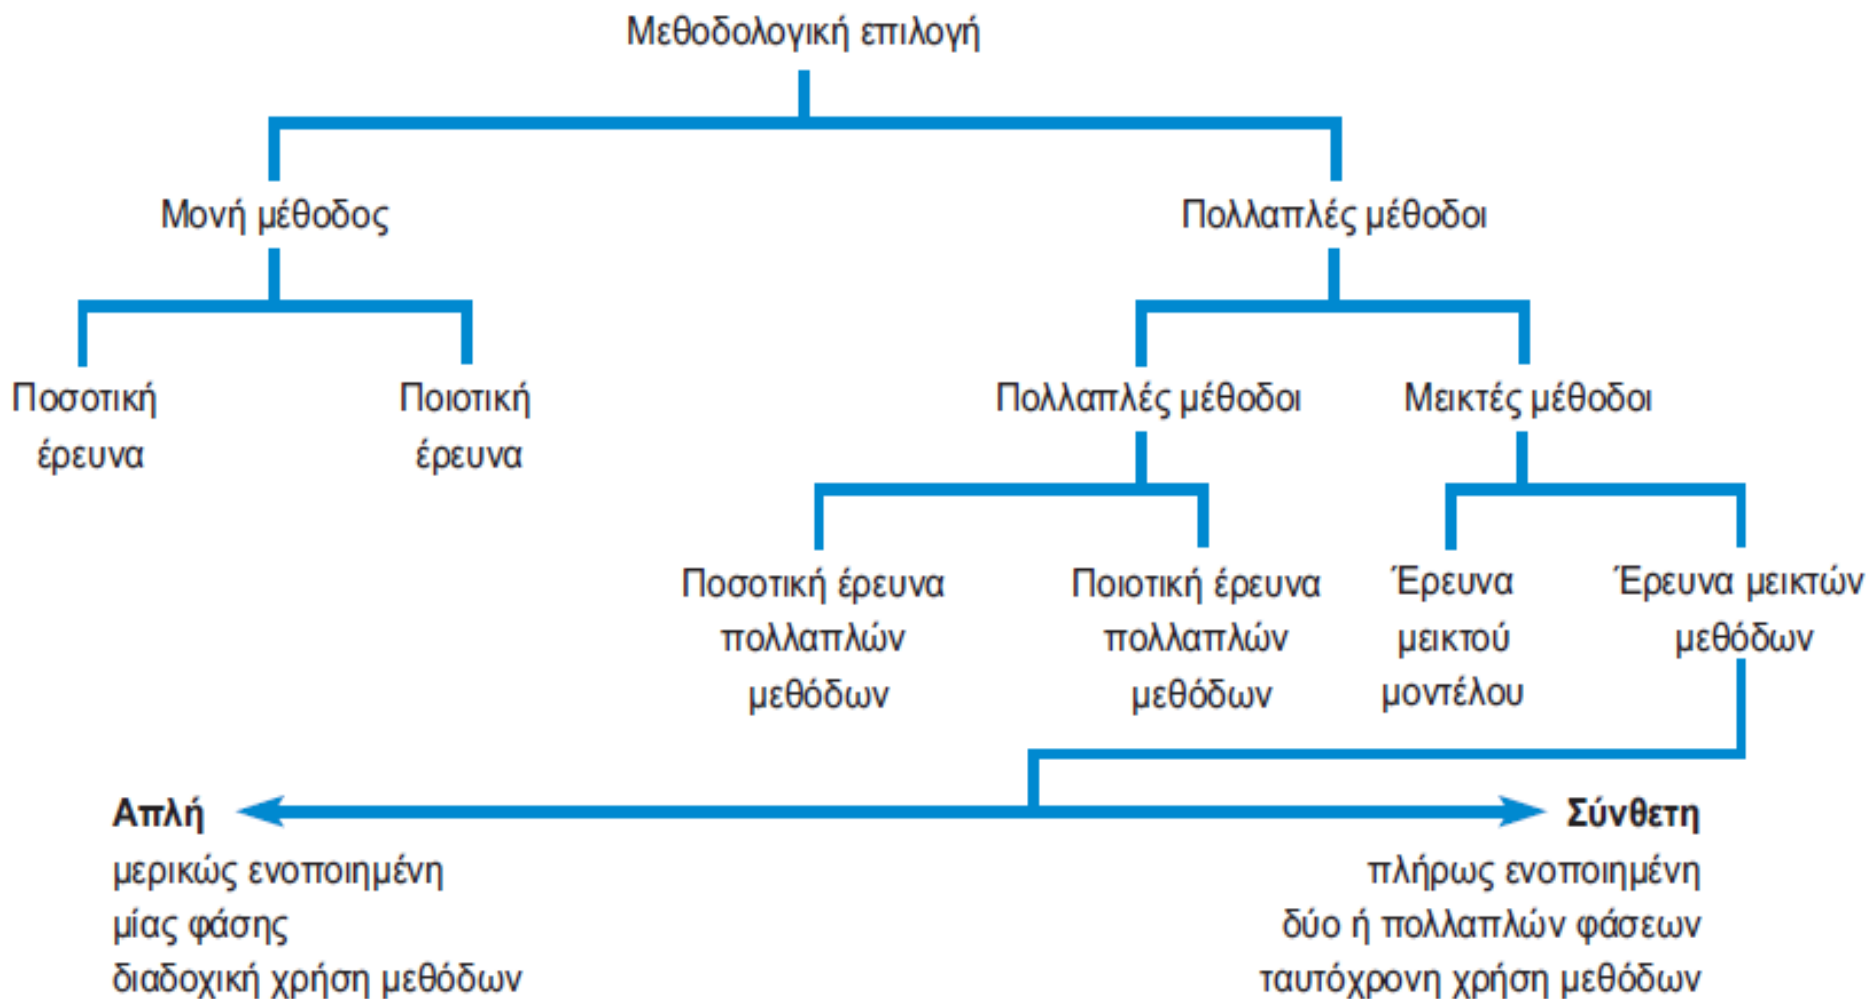 Μεθοδολογική επιλογή
Μονή μέθοδος
Πολλαπλές μέθοδοι
Ποσοτική
έρευνα
Ποιοτική
έρευνα
Πολλαπλές μέθοδοι
Μεικτές μέθοδοι
Ποσοτική έρευνα
πολλαπλών
μεθόδων
Ποιοτική έρευνα
πολλαπλών
μεθόδων
Έρευνα
μεικτού
μοντέλου
Έρευνα μεικτών
μεθόδων
Απλή
μερικώς ενοποιημένη
μίας φάσης
διαδοχική χρήση μεθόδων
Σύνθετη
πλήρως ενοποιημένη
δύο ή πολλαπλών φάσεων
ταυτόχρονη χρήση μεθόδων